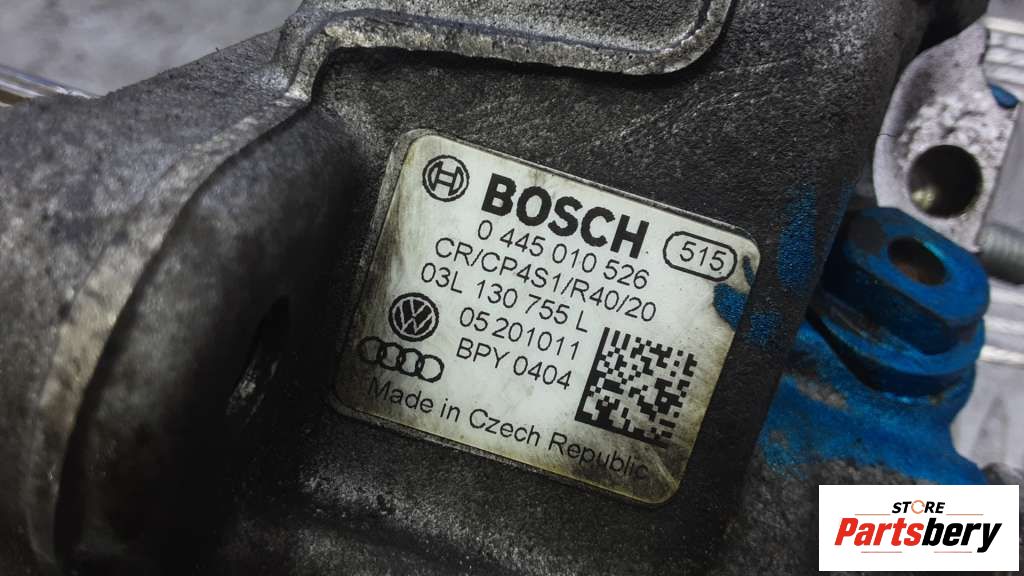 BOSCH
0 445 010 526
515
CR/CP4S1/R40/20
03L 130 755 L
05 201011
BPY 0404
Made in Czech Republic
STORE
Partsbery